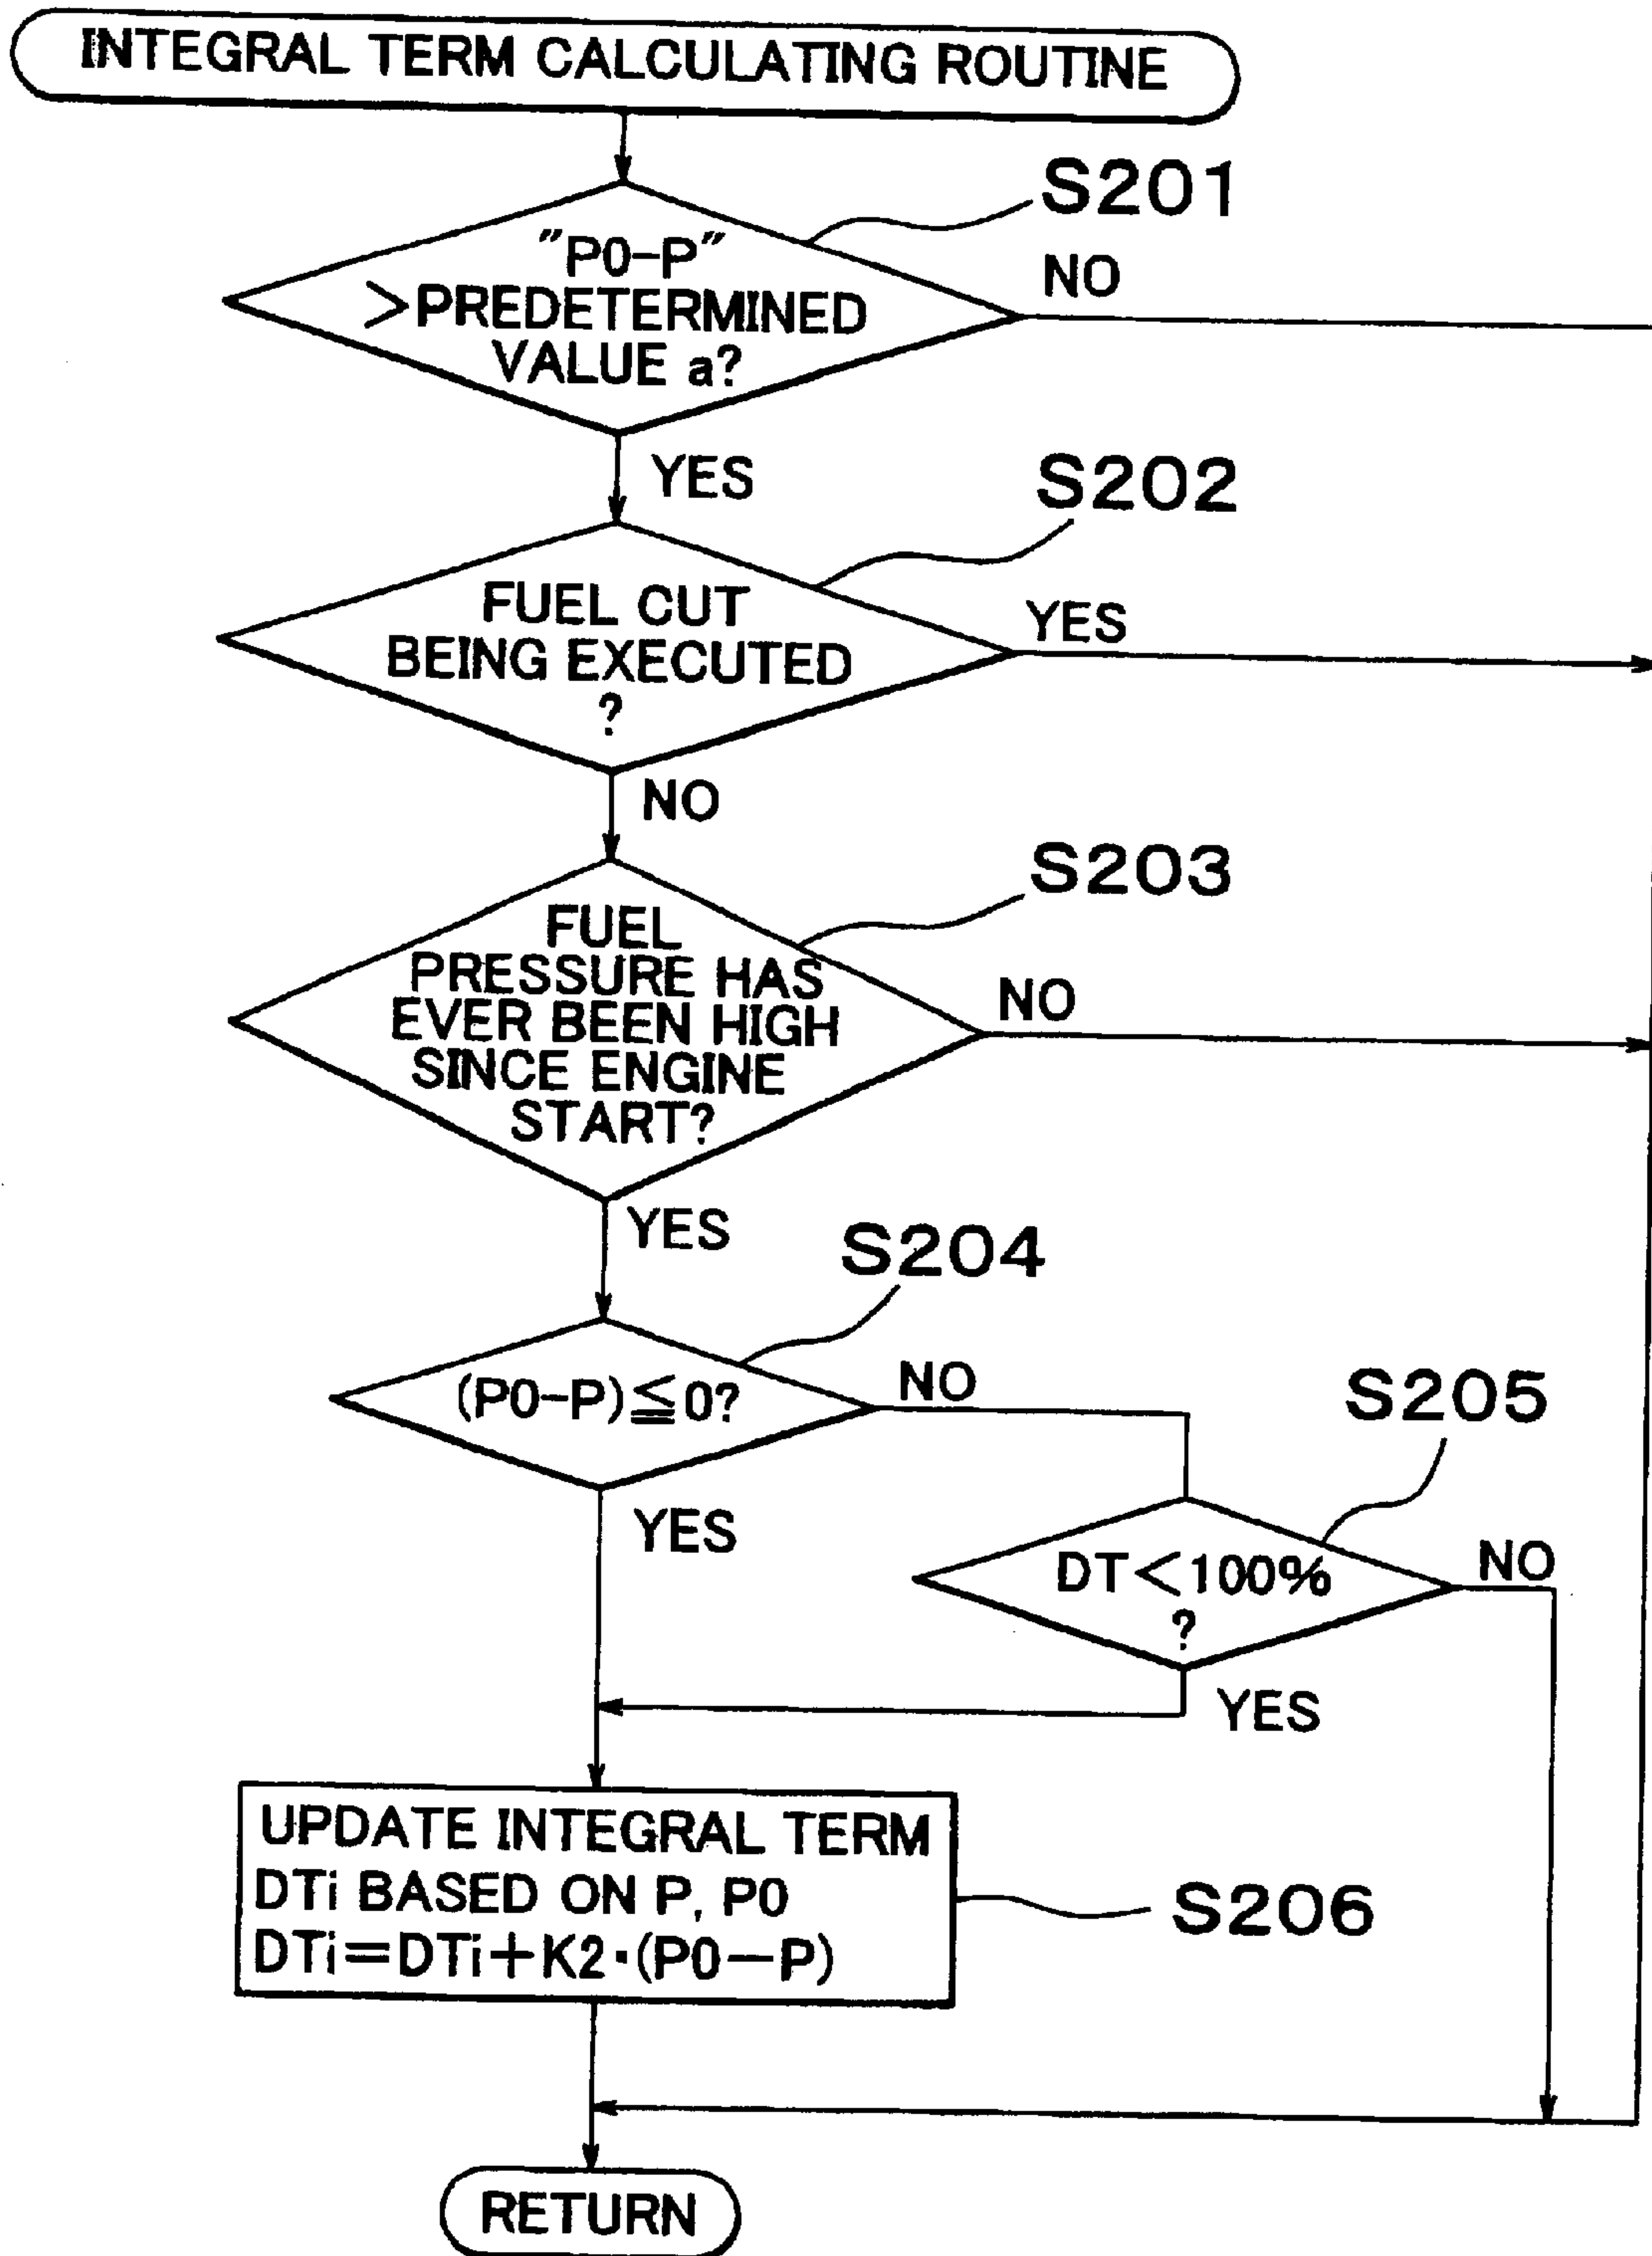 INTEGRAL TERM CALCULATING ROUTINE
S201
"P0-P"
>PREDETERMINED
VALUE a?
NO
YES
S202
FUEL CUT
BEING EXECUTED
?
YES
NO
S203
FUEL
PRESSURE HAS
EVER BEEN HIGH
SINCE ENGINE
START?
NO
YES
S204
(P0-P)≦0?
NO
YES
S205
DT<100%
?
NO
YES
UPDATE INTEGRAL TERM
DTi BASED ON P, P0
DTi=DTi+K2·(P0-P)
S206
RETURN